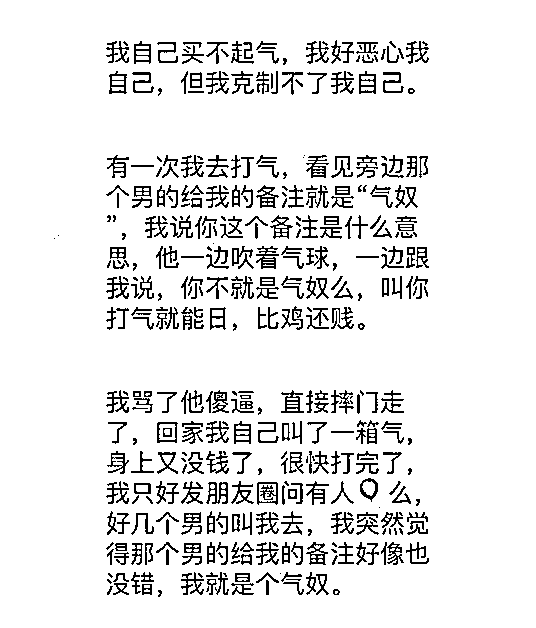 我自己买不起气，我好恶心我
自己，但我克制不了我自己。
有一次我去打气，看见旁边那
个男的给我的备注就是“气奴
”，我说你这个备注是什么意
思，他一边吹着气球，一边跟
我说，你不就是气奴么，叫你
打气就能日，比鸡还贱。
我骂了他傻逼，直接摔门走
了，回家我自己叫了一箱气，
身上又没钱了，很快打完了，
我只好发朋友圈问有人🎈么，
好几个男的叫我去，我突然觉
得那个男的给我的备注好像也
没错，我就是个气奴。